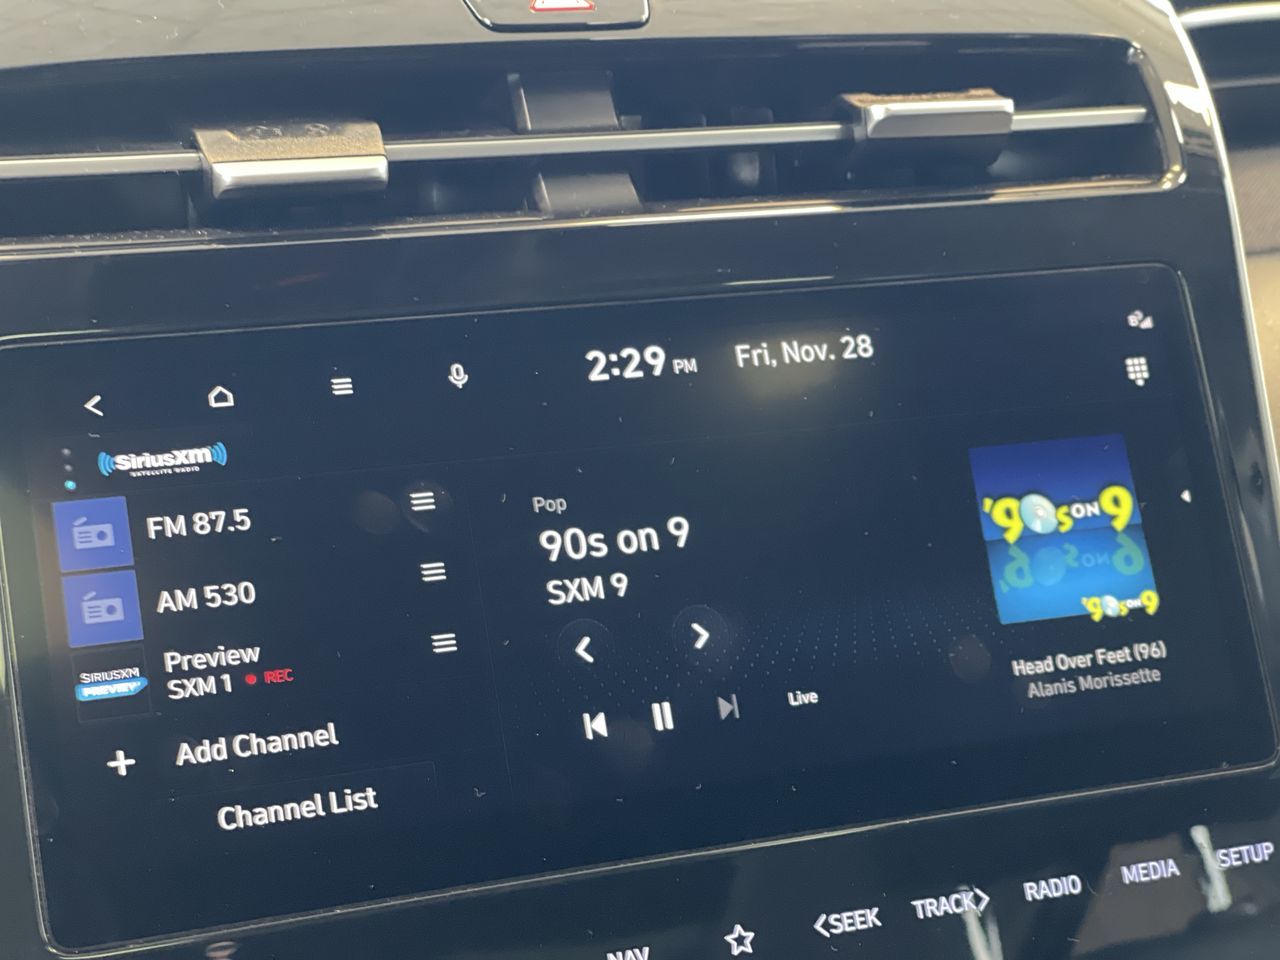 2:29 PM Fri, Nov. 28
SiriusXM
SATELLITE RADIO
FM 87.5
AM 530
SIRIUSXM
PREVIEW
Preview
SXM 1 REC
Add Channel
Channel List
Pop
90s on 9
SXM 9
Live
'90s ON 9
'90s ON 9
Head Over Feet (96)
Alanis Morissette
NAV
<SEEK
TRACK>
RADIO
MEDIA
SETUP